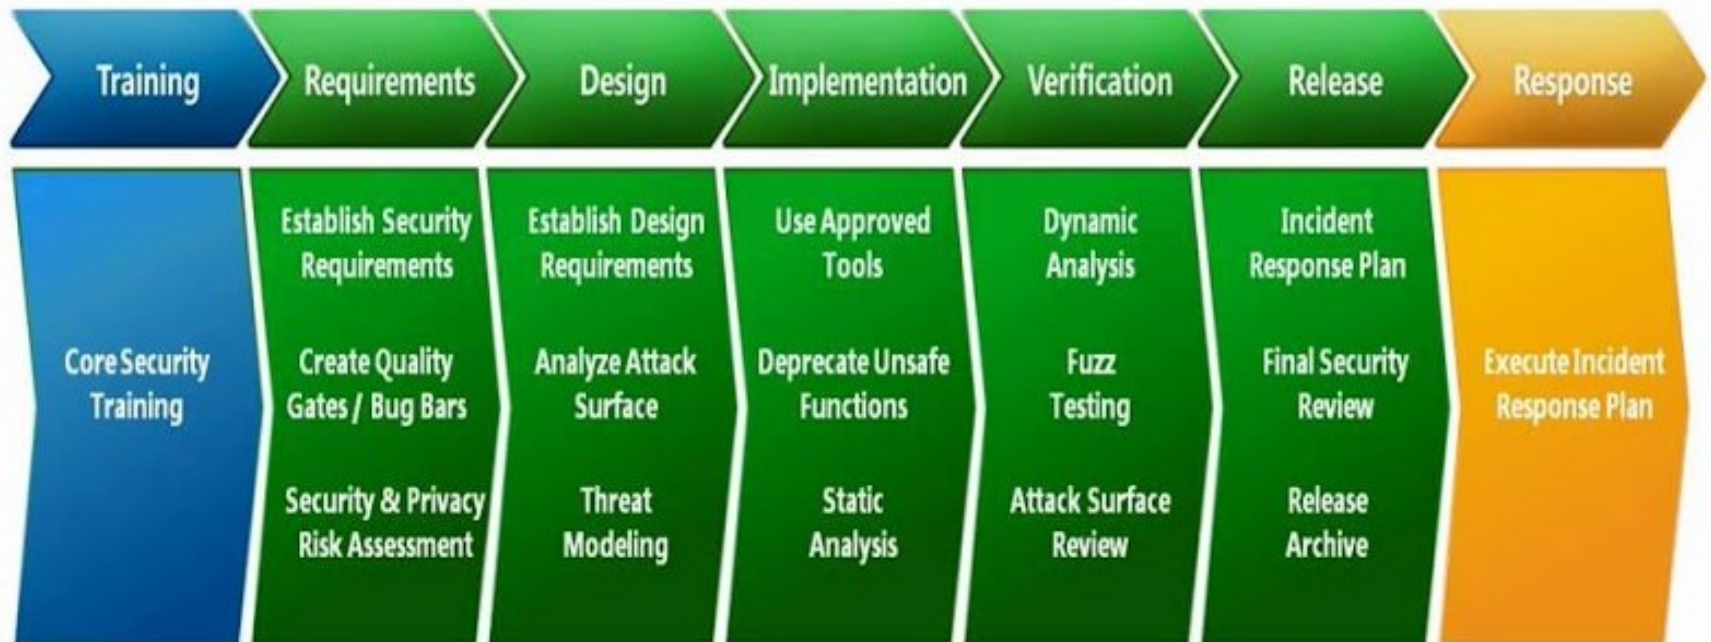 Training
Requirements
Design
Implementation
Verification
Release
Response
Core Security
Training
Establish Security
Requirements
Create Quality
Gates / Bug Bars
Security & Privacy
Risk Assessment
Establish Design
Requirements
Analyze Attack
Surface
Threat
Modeling
Use Approved
Tools
Deprecate Unsafe
Functions
Static
Analysis
Dynamic
Analysis
Fuzz
Testing
Attack Surface
Review
Incident
Response Plan
Final Security
Review
Release
Archive
Execute Incident
Response Plan